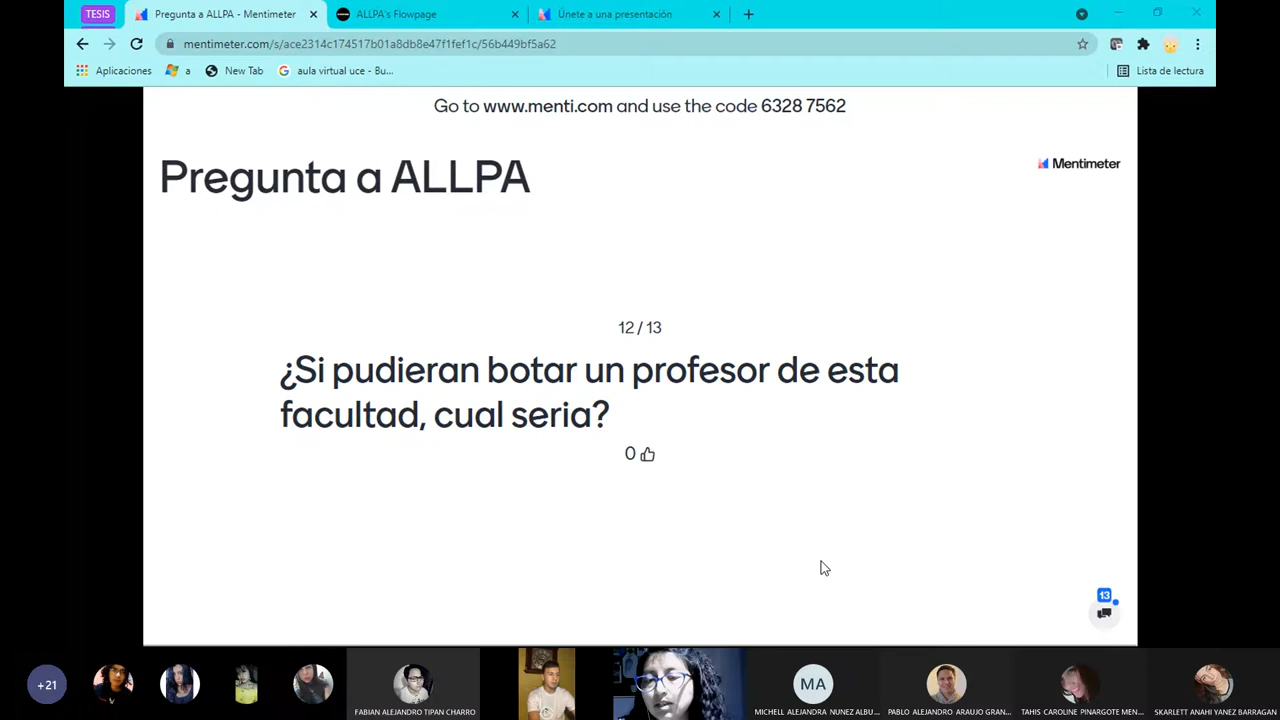 TESIS
Pregunta a ALLPA - Mentimeter
ALLPA's Flowpage
Únete a una presentación
mentimeter.com/s/ace2314c174517b01a8db8e47f1fef1c/56b449bf5a62
Aplicaciones
a
New Tab
aula virtual uce - Bu...
Lista de lectura
Go to www.menti.com and use the code 6328 7562
Pregunta a ALLPA
Mentimeter
12 / 13
¿Si pudieran botar un profesor de esta
facultad, cual seria?
0
13
+21
FABIAN ALEJANDRO TIPAN CHARRO
MA
MICHELL ALEJANDRA NUNEZ ALBU...
PABLO ALEJANDRO ARAUJO GRAN...
TAHIS CAROLINE PINARGOTE MEN...
SKARLETT ANAHI YANEZ BARRAGAN